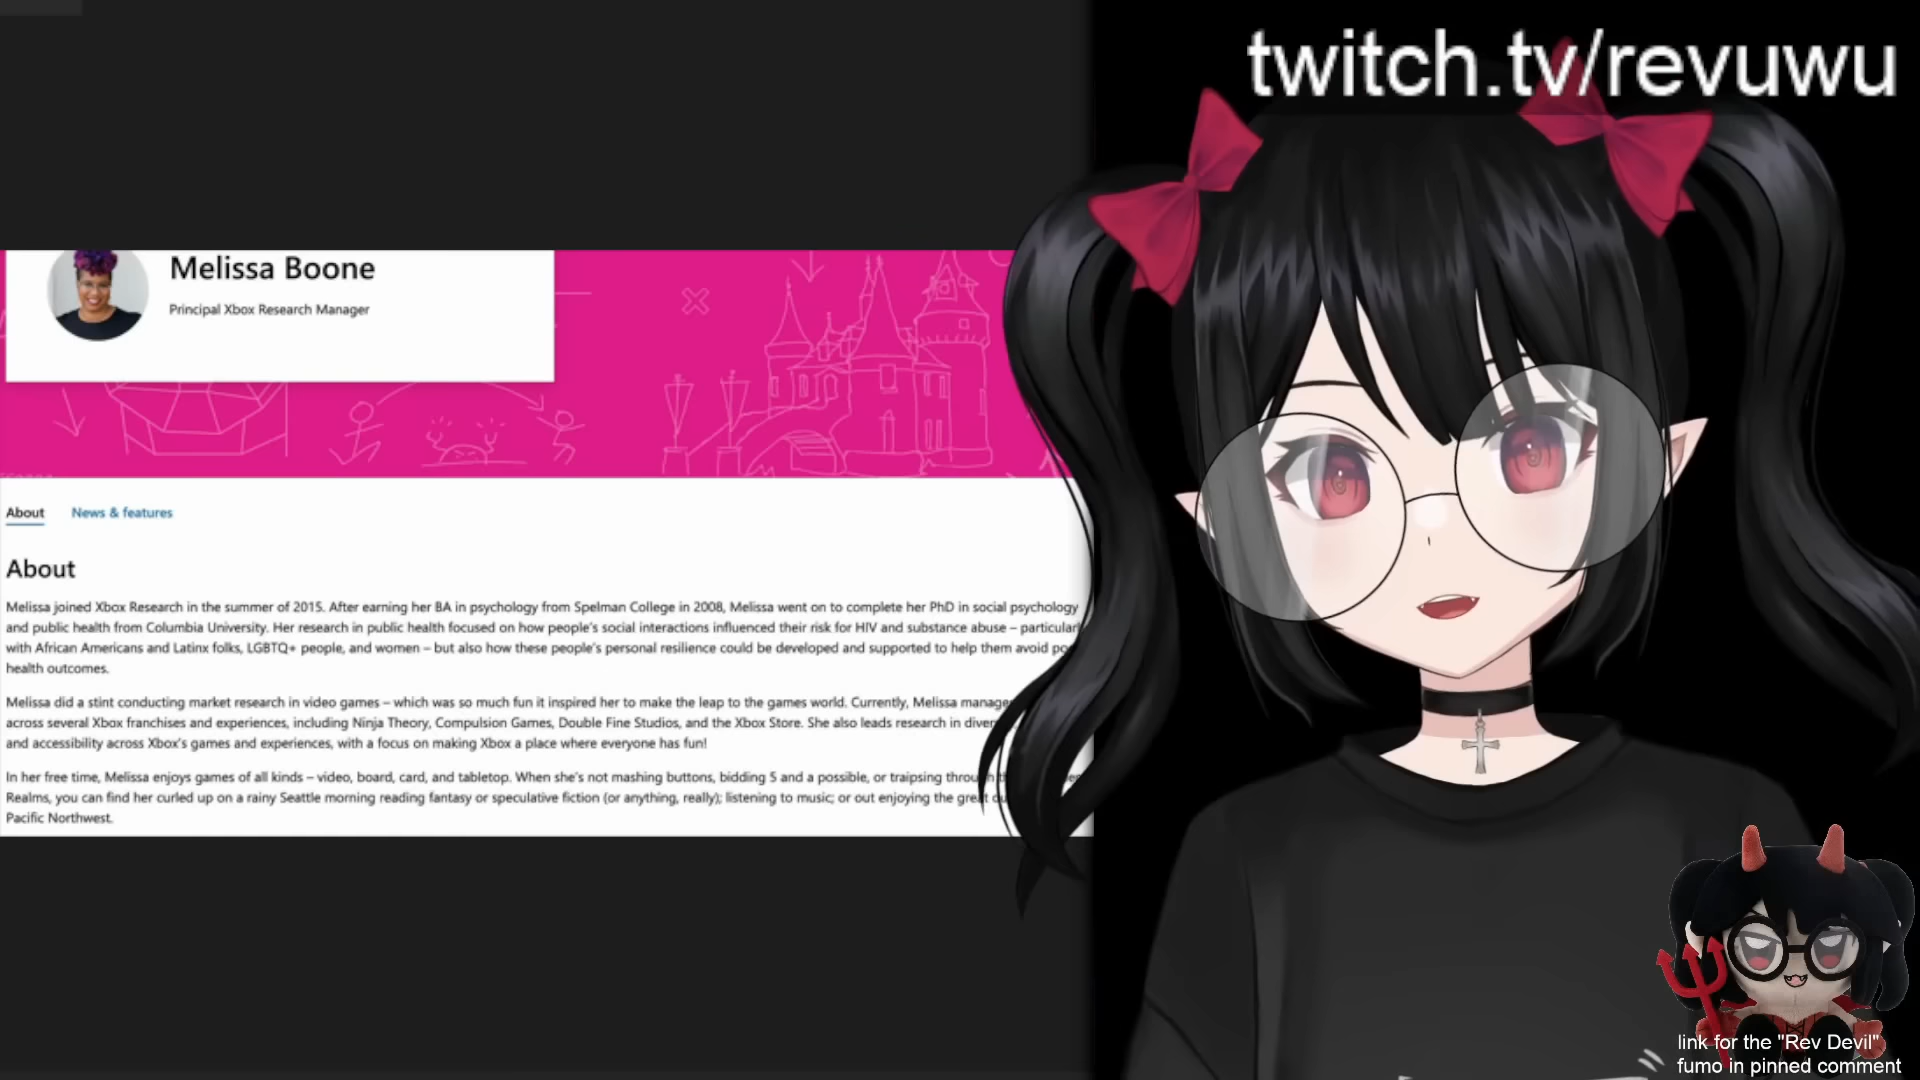 twitch.tv/revuwu
Melissa Boone
Principal Xbox Research Manager
About News & features
About
Melissa joined Xbox Research in the summer of 2015. After earning her BA in psychology from Spelman College in 2008, Melissa went on to complete her PhD in social psychology
and public health from Columbia University. Her research in public health focused on how people's social interactions influenced their risk for HIV and substance abuse – particular
with African Americans and Latinx folks, LGBTQ+ people, and women – but also how these people's personal resilience could be developed and supported to help them avoid po
health outcomes.
Melissa did a stint conducting market research in video games – which was so much fun it inspired her to make the leap to the games world. Currently, Melissa manage
across several Xbox franchises and experiences, including Ninja Theory, Compulsion Games, Double Fine Studios, and the Xbox Store. She also leads research in diver
and accessibility across Xbox's games and experiences, with a focus on making Xbox a place where everyone has fun!
In her free time, Melissa enjoys games of all kinds – video, board, card, and tabletop. When she's not mashing buttons, bidding 5 and a possible, or traipsing through
Realms, you can find her curled up on a rainy Seattle morning reading fantasy or speculative fiction (or anything, really); listening to music; or out enjoying the great
Pacific Northwest.
link for the "Rev Devil"
fumo in pinned comment